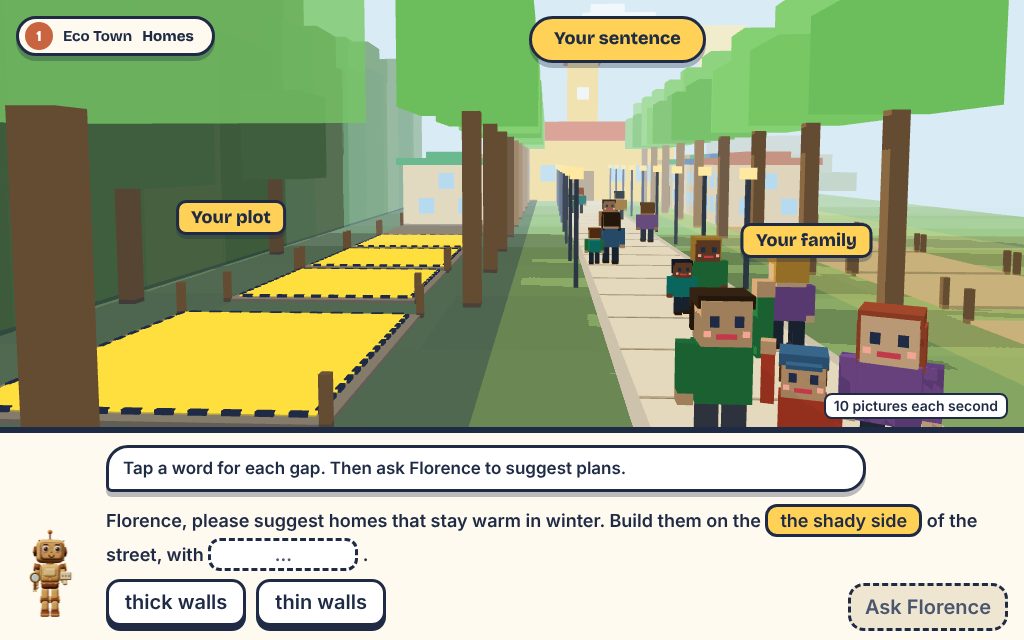 1 Eco Town Homes
Your sentence
Your plot
Your family
10 pictures each second
Tap a word for each gap. Then ask Florence to suggest plans.
Florence, please suggest homes that stay warm in winter. Build them on the the shady side of the
street, with ... .
thick walls thin walls
Ask Florence